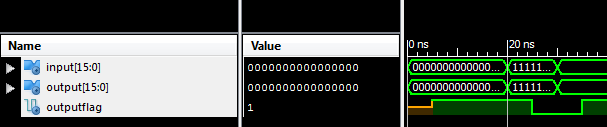 Name Value 0 ns 20 ns
input[15:0] 0000000000000000 0000000000000... 11111...
output[15:0] 0000000000000000 0000000000000... 11111...
outputflag 1